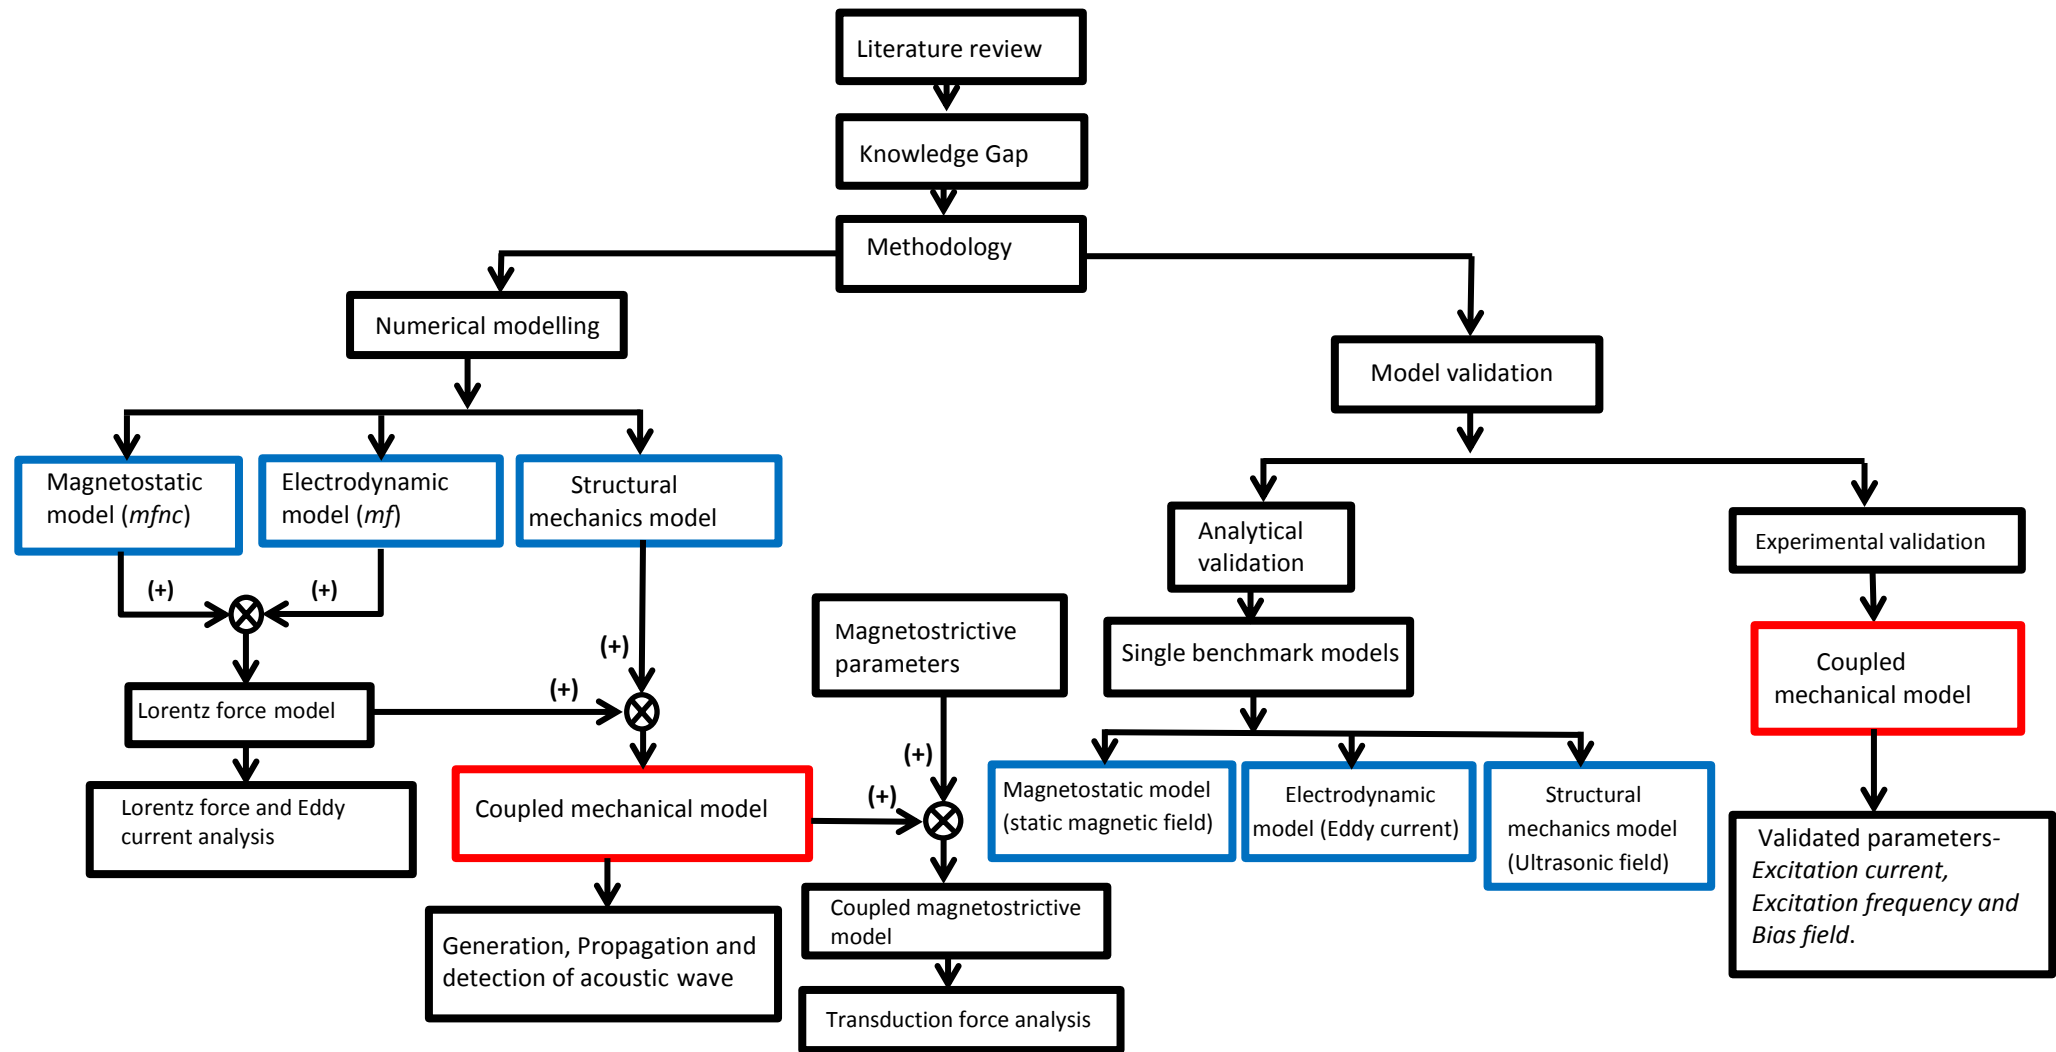 Literature review
Knowledge Gap
Methodology
Numerical modelling
Model validation
Magnetostatic
model (mfnc)
Electrodynamic
model (mf)
Structural
mechanics model
(+)
(+)
Lorentz force model
(+)
(+)
Lorentz force and Eddy
current analysis
Coupled mechanical model
Generation, Propagation and
detection of acoustic wave
Magnetostrictive
parameters
(+)
(+)
Coupled magnetostrictive
model
Transduction force analysis
Analytical
validation
Single benchmark models
Magnetostatic model
(static magnetic field)
Electrodynamic
model (Eddy current)
Structural
mechanics model
(Ultrasonic field)
Experimental validation
Coupled
mechanical model
Validated parameters-
Excitation current,
Excitation frequency and
Bias field.